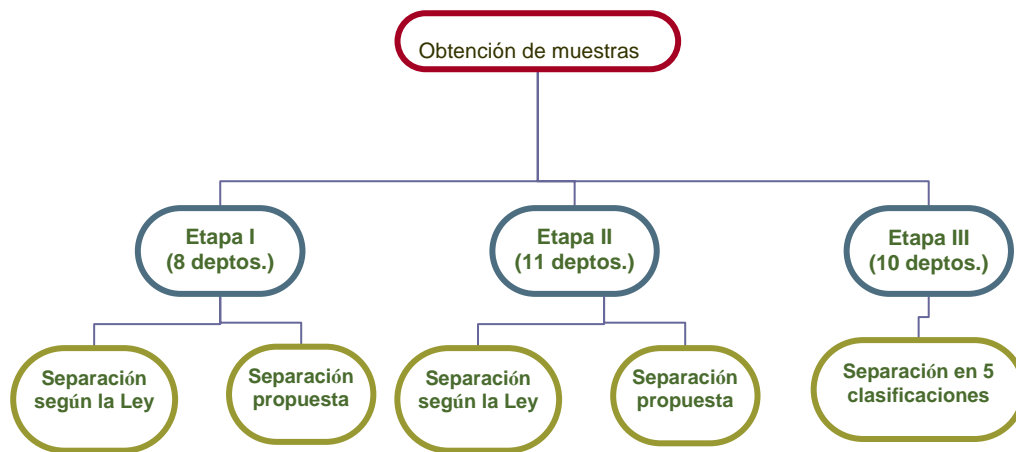 Obtención de muestras
Etapa I
(8 deptos.)
Etapa II
(11 deptos.)
Etapa III
(10 deptos.)
Separación
según la Ley
Separación
propuesta
Separación
según la Ley
Separación
propuesta
Separación en 5
clasificaciones